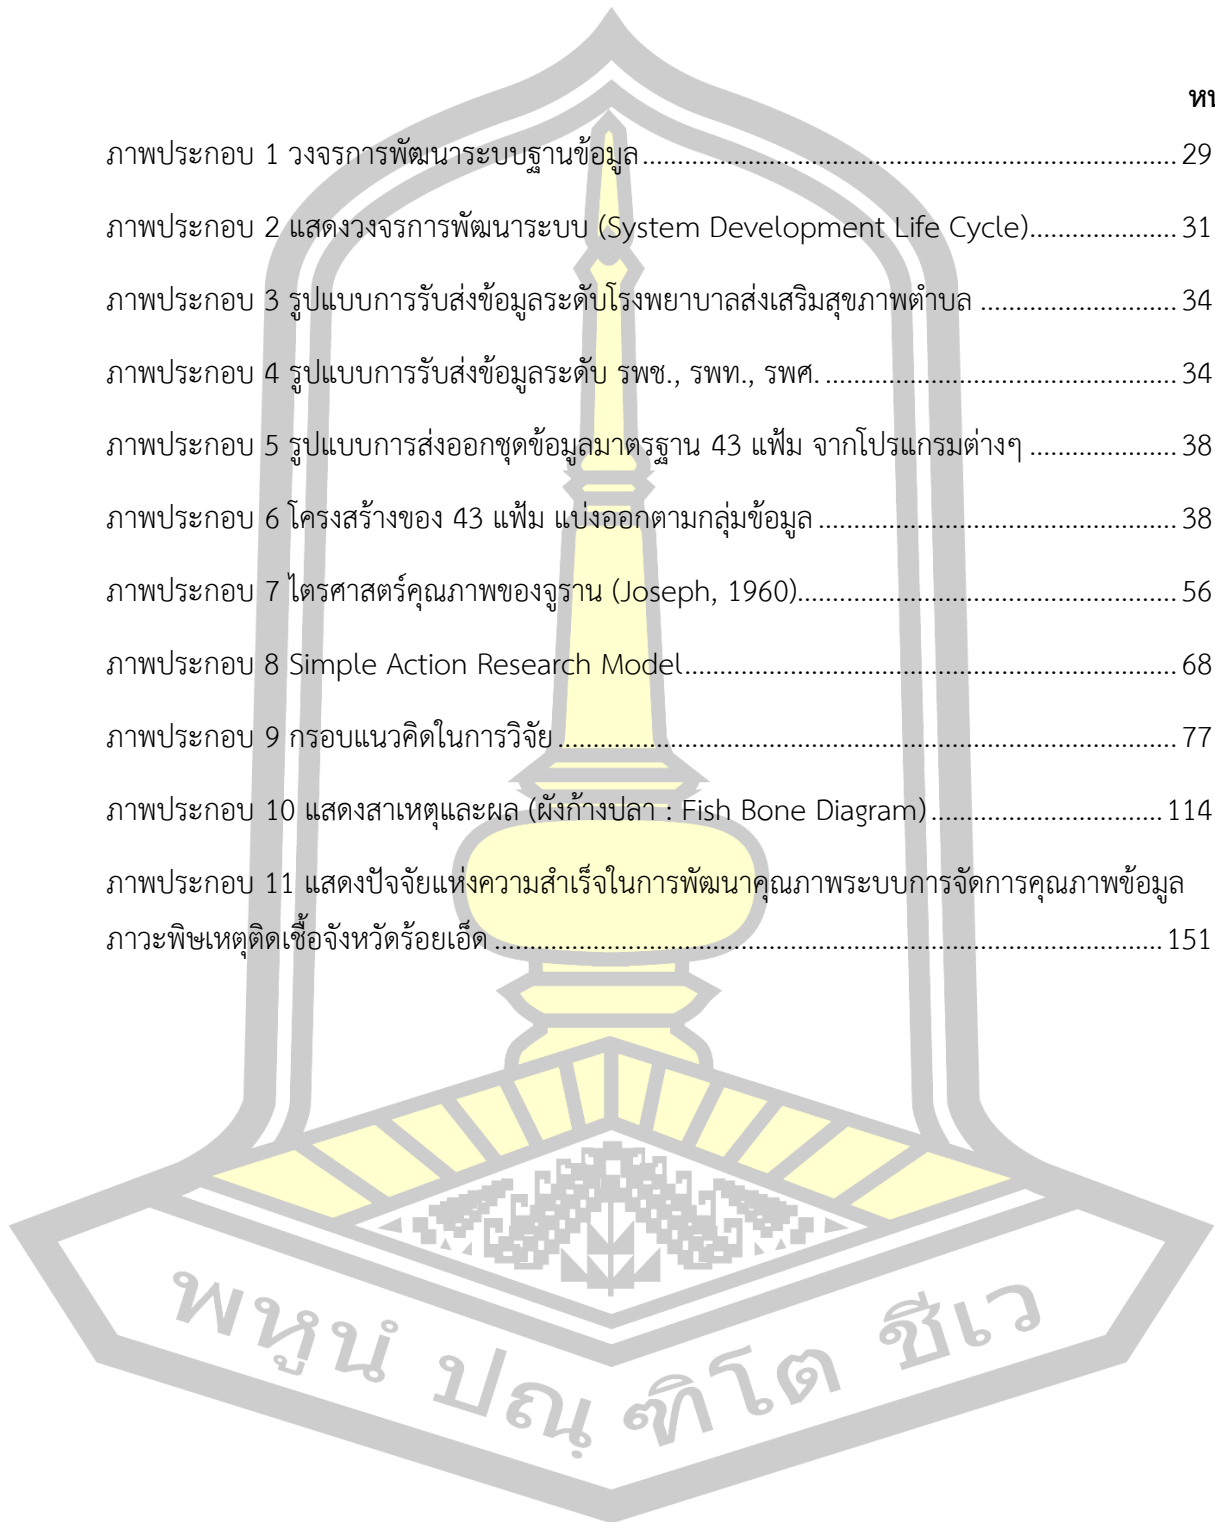 ภาพประกอบ 1 วงจรการพัฒนาระบบฐานข้อมูล............................................................................ 29
ภาพประกอบ 2 แสดงวงจรการพัฒนาระบบ (System Development Life Cycle)..................... 31
ภาพประกอบ 3 รูปแบบการรับส่งข้อมูลระดับโรงพยาบาลส่งเสริมสุขภาพตำบล ............................ 34
ภาพประกอบ 4 รูปแบบการรับส่งข้อมูลระดับ รพช., รพท., รพศ. .................................................. 34
ภาพประกอบ 5 รูปแบบการส่งออกชุดข้อมูลมาตรฐาน 43 แฟ้ม จากโปรแกรมต่างๆ ..................... 38
ภาพประกอบ 6 โครงสร้างของ 43 แฟ้ม แบ่งออกตามกลุ่มข้อมูล ................................................... 38
ภาพประกอบ 7 ไตรศาสตร์คุณภาพของจูราน (Joseph, 1960)...................................................... 56
ภาพประกอบ 8 Simple Action Research Model...................................................................... 68
ภาพประกอบ 9 กรอบแนวคิดในการวิจัย ........................................................................................ 77
ภาพประกอบ 10 แสดงสาเหตุและผล (ผังก้างปลา : Fish Bone Diagram) ................................. 114
ภาพประกอบ 11 แสดงปัจจัยแห่งความสำเร็จในการพัฒนาคุณภาพระบบการจัดการคุณภาพข้อมูล
ภาวะพิษเหตุติดเชื้อจังหวัดร้อยเอ็ด ............................................................................................... 151
พหูนํ ปณฺฑิโต ชีเว